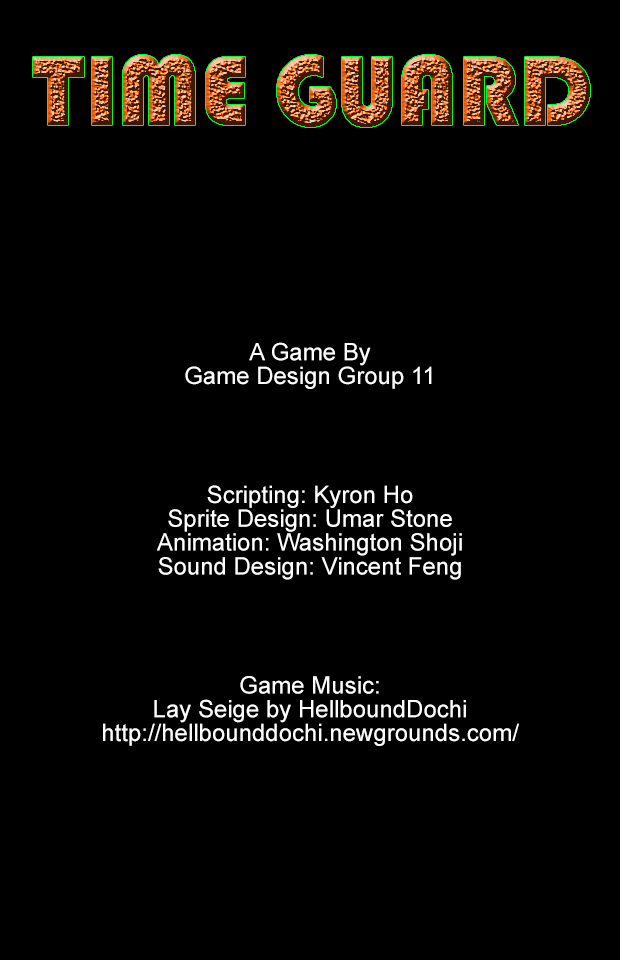 TIME GUARD
A Game By
Game Design Group 11
Scripting: Kyron Ho
Sprite Design: Umar Stone
Animation: Washington Shoji
Sound Design: Vincent Feng
Game Music:
Lay Seige by HellboundDochi
http://hellbounddochi.newgrounds.com/